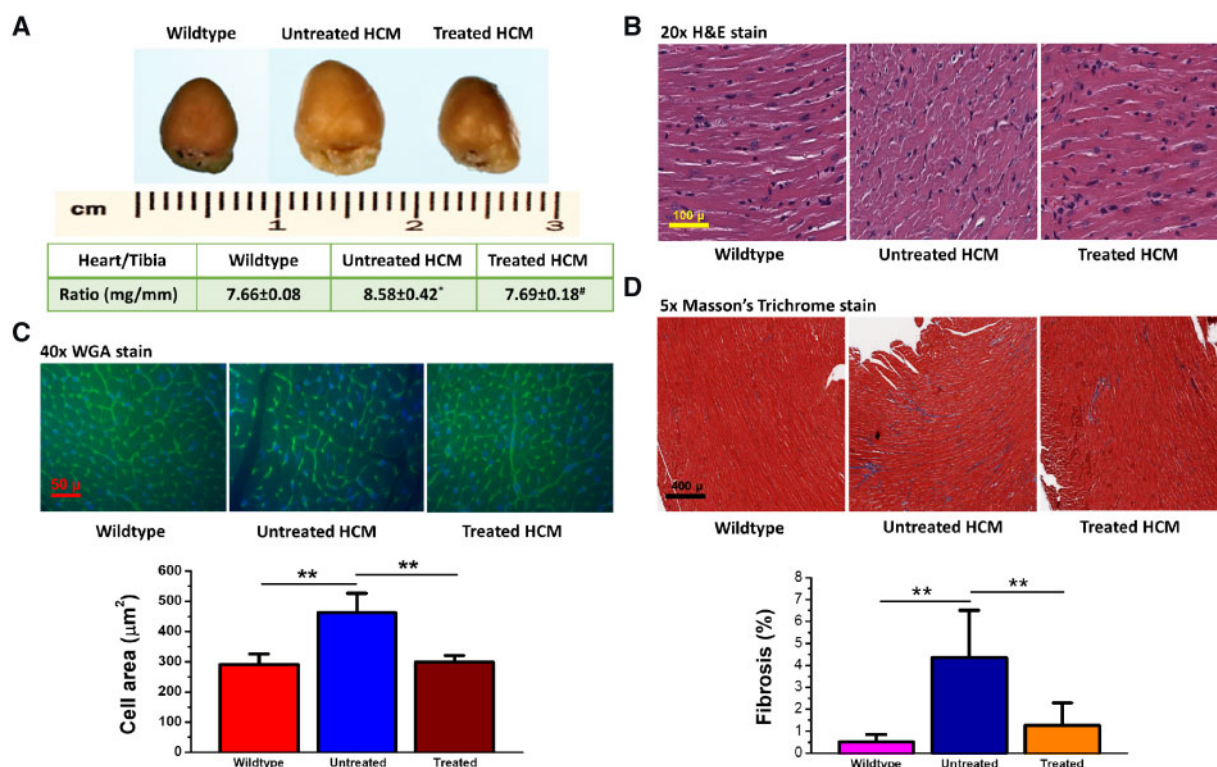 A
Wildtype Untreated HCM Treated HCM
cm 1 2 3
Heart/Tibia Wildtype Untreated HCM Treated HCM
Ratio (mg/mm) 7.66±0.08 8.58±0.42* 7.69±0.18#
B
20x H&E stain
100 μ
Wildtype Untreated HCM Treated HCM
C
40x WGA stain
50 μ
Wildtype Untreated HCM Treated HCM
** **
Cell area (μm²)
600
500
400
300
200
100
0
Wildtype Untreated Treated
D
5x Masson's Trichrome stain
400 μ
Wildtype Untreated HCM Treated HCM
** **
Fibrosis (%)
8
7
6
5
4
3
2
1
0
Wildtype Untreated Treated